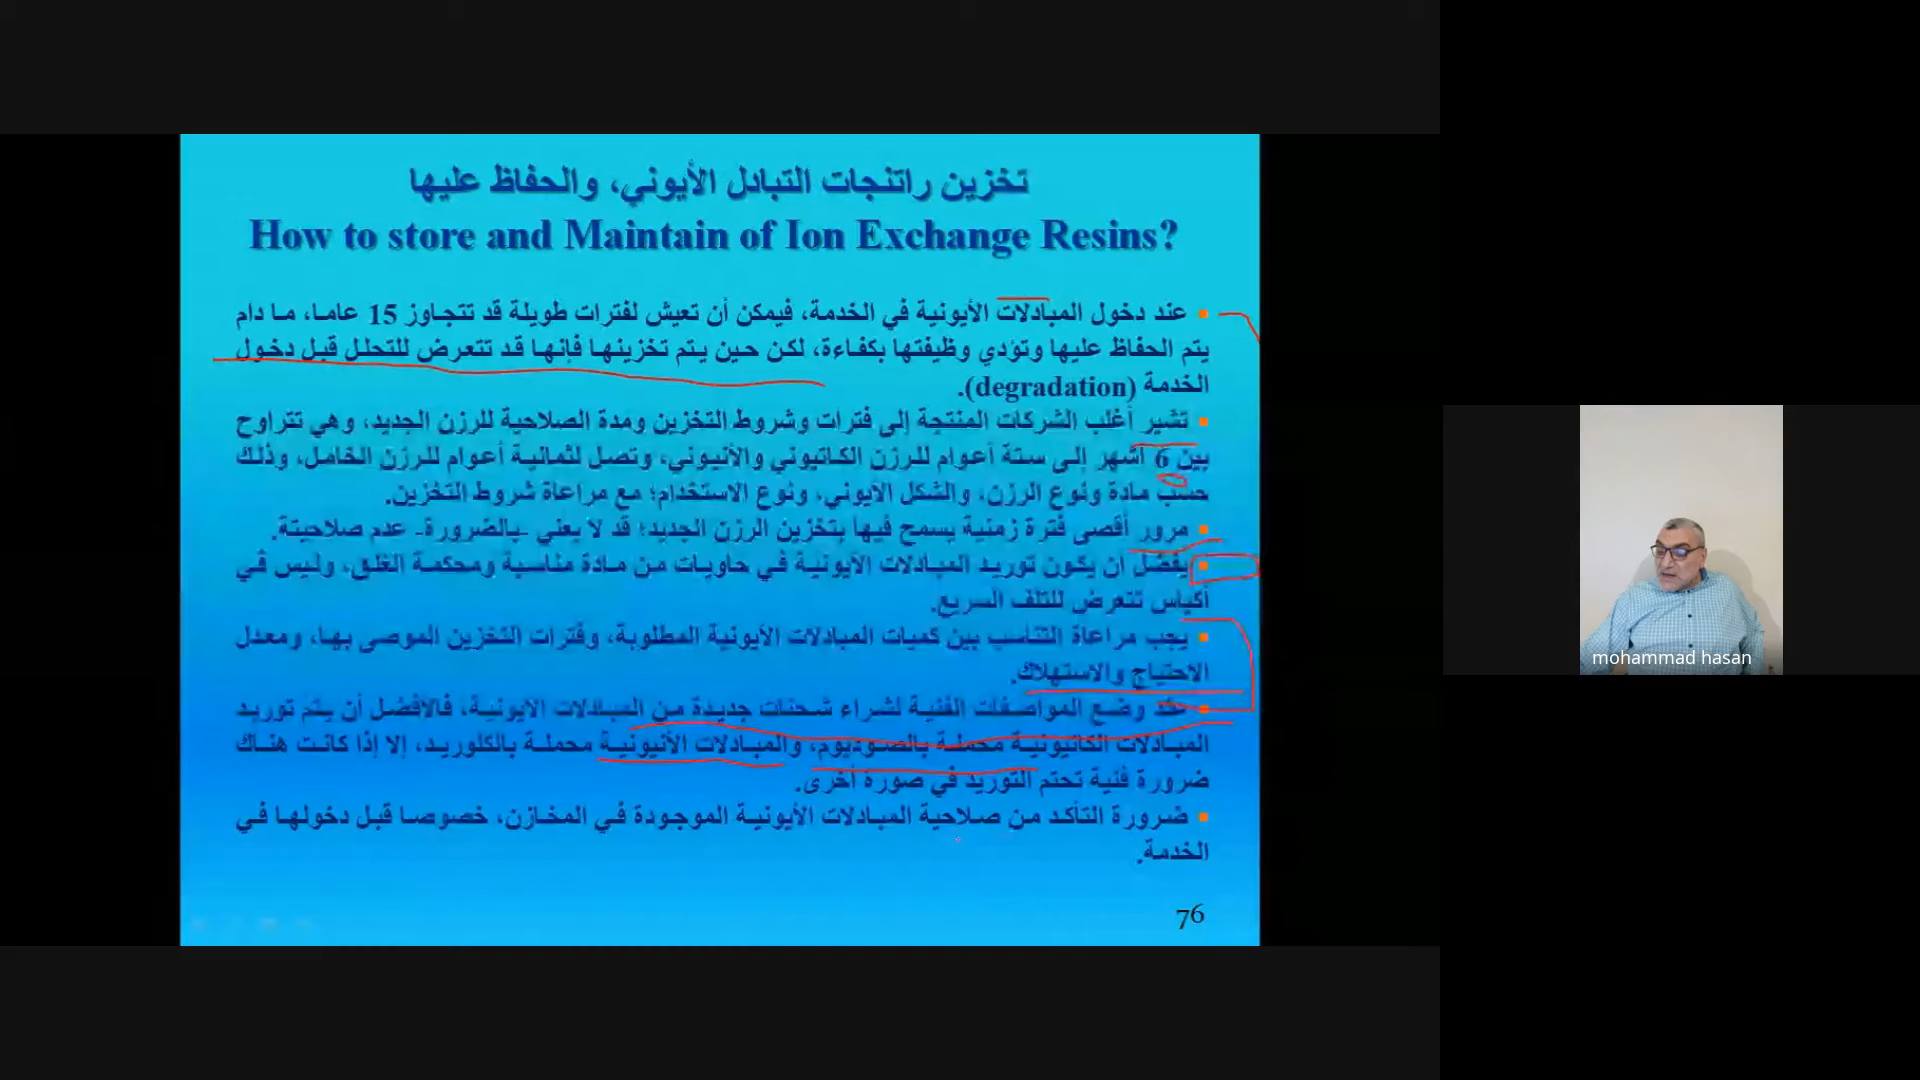 تخزين راتنجات التبادل الأيوني، والحفاظ عليها
How to store and Maintain of Ion Exchange Resins?
▪ عند دخول المبادلات الأيونية في الخدمة، فيمكن أن تعيش لفترات طويلة قد تتجاوز 15 عاما، ما دام
يتم الحفاظ عليها وتؤدي وظيفتها بكفاءة، لكن حين يتم تخزينها فإنها قد تتعرض للتحلل قبل دخول
الخدمة (degradation).
▪ تشير أغلب الشركات المنتجة إلى فترات وشروط التخزين ومدة الصلاحية للرزن الجديد، وهي تتراوح
بين 6 أشهر إلى ستة أعوام للرزن الكاتيوني والأنيوني، وتصل لثمانية أعوام للرزن الخامل، وذلك
حسب مادة ونوع الرزن، والشكل الأيوني، ونوع الاستخدام؛ مع مراعاة شروط التخزين.
▪ مرور أقصى فترة زمنية يسمح فيها بتخزين الرزن الجديد؛ قد لا يعني -بالضرورة- عدم صلاحيتة.
▪ يفضل أن يكون توريد المبادلات الأيونية في حاويات من مادة مناسبة ومحكمة الغلق، وليس في
أكياس تتعرض للتلف السريع.
▪ يجب مراعاة التناسب بين كميات المبادلات الأيونية المطلوبة، وفترات التخزين الموصى بها، ومعدل
الاحتياج والاستهلاك.
▪ عند وضع المواصفات الفنية لشراء شحنات جديدة من المبادلات الأيونية، فالأفضل أن يتم توريد
المبادلات الكاتيونية محملة بالصوديوم، والمبادلات الأنيونية محملة بالكلوريد، إلا إذا كانت هناك
ضرورة فنية تحتم التوريد في صورة أخرى.
▪ ضرورة التأكد من صلاحية المبادلات الأيونية الموجودة في المخازن، خصوصا قبل دخولها في
الخدمة.
76
mohammad hasan